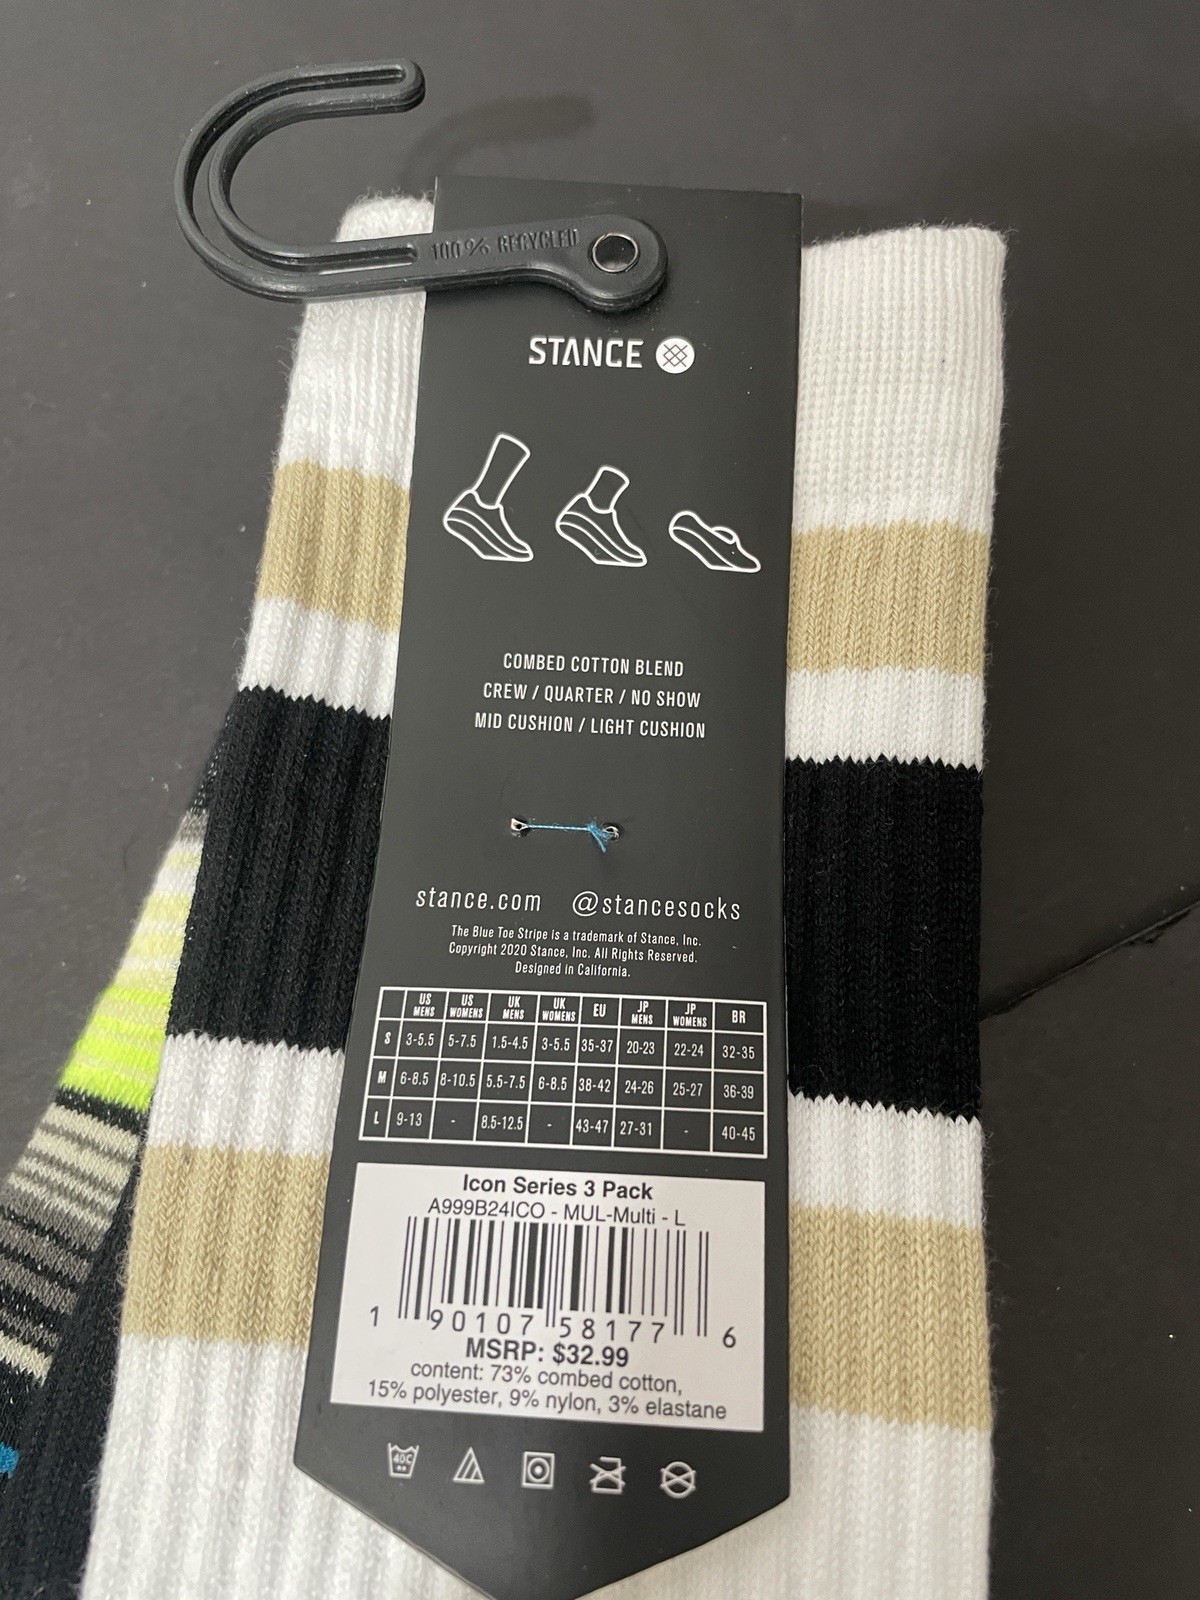 100% RECYCLED
STANCE
COMBED COTTON BLEND
CREW / QUARTER / NO SHOW
MID CUSHION / LIGHT CUSHION
stance.com @stancesocks
The Blue Toe Stripe is a trademark of Stance, Inc.
Copyright 2020 Stance, Inc. All Rights Reserved.
Designed in California.
US MENS US WOMENS UK MENS UK WOMENS EU JP MENS JP WOMENS BR
S 3-5.5 5-7.5 1.5-4.5 3-5.5 35-37 20-23 22-24 32-35
M 6-8.5 8-10.5 5.5-7.5 6-8.5 38-42 24-26 25-27 36-39
L 9-13 - 8.5-12.5 - 43-47 27-31 - 40-45
Icon Series 3 Pack
A999B24ICO - MUL-Multi - L
1 90107 58177 6
MSRP: $32.99
content: 73% combed cotton,
15% polyester, 9% nylon, 3% elastane
40C